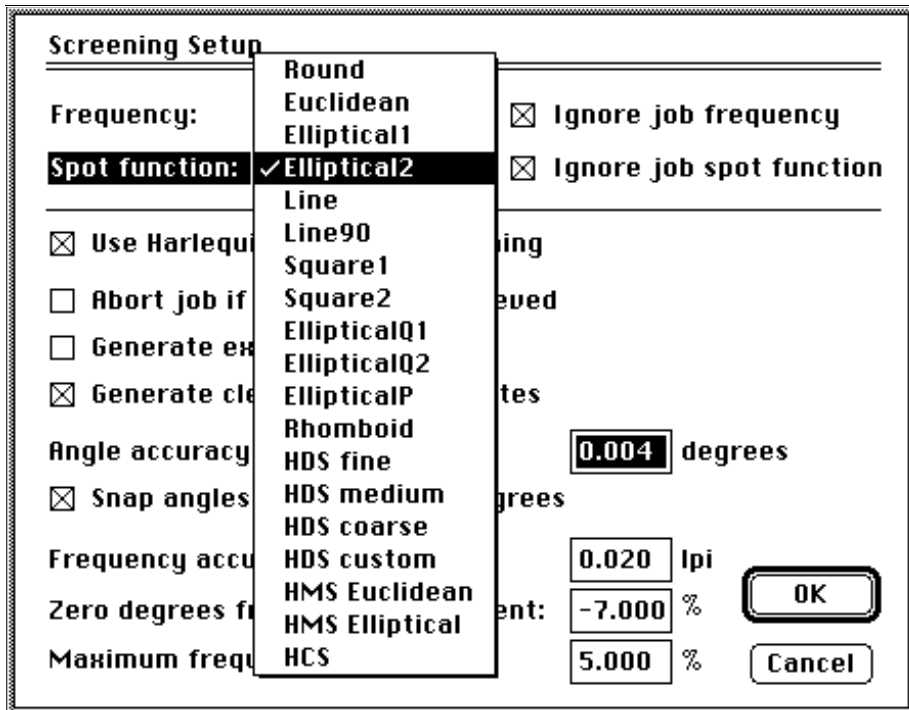 Screening Setup
Round
Euclidean
Frequency:
Ignore job frequency
Elliptical1
Spot function:
✓Elliptical2
Ignore job spot function
Line
Line90
Use Harlequi
ning
Square1
Square2
Abort job if
eved
EllipticalQ1
Generate ex
EllipticalQ2
Generate cle
EllipticalP
tes
Rhomboid
Angle accuracy
0.004 degrees
HDS fine
Snap angles
HDS medium
grees
HDS coarse
Frequency accu
HDS custom
0.020 lpi
HMS Euclidean
OK
Zero degrees fr
ent: -7.000 %
HMS Elliptical
Maximum frequ
HCS
5.000 %
Cancel